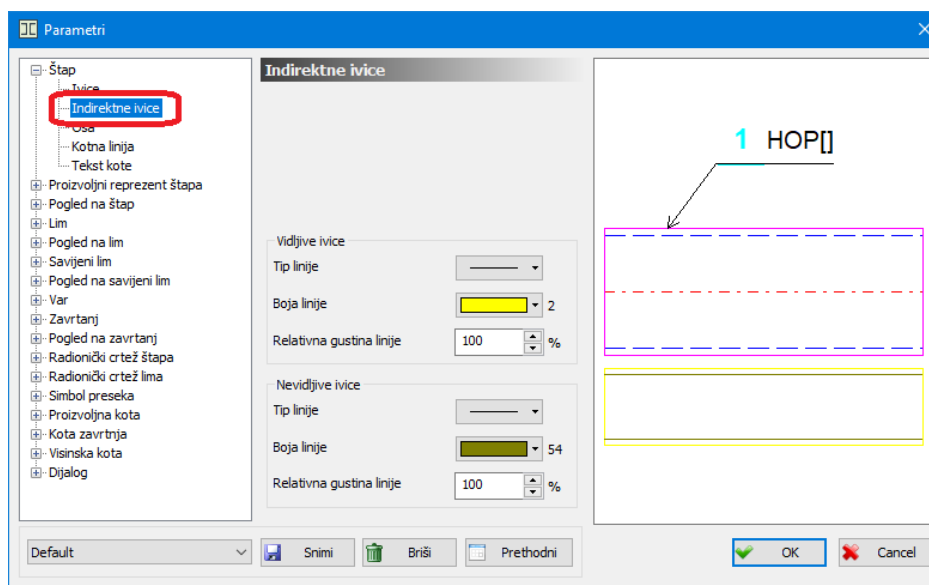 Parametri
Štap
Ivice
Indirektne ivice
Osa
Kotna linija
Tekst kote
Proizvoljni reprezent štapa
Pogled na štap
Lim
Pogled na lim
Savijeni lim
Pogled na savijeni lim
Var
Zavrtanj
Pogled na zavrtanj
Radionički crtež štapa
Radionički crtež lima
Simbol preseka
Proizvoljna kota
Kota zavrtnja
Visinska kota
Dijalog
Indirektne ivice
Vidljive ivice
Tip linije
Boja linije 2
Relativna gustina linije 100 %
Nevidljive ivice
Tip linije
Boja linije 54
Relativna gustina linije 100 %
1 HOP[]
Default Snimi Briši Prethodni OK Cancel